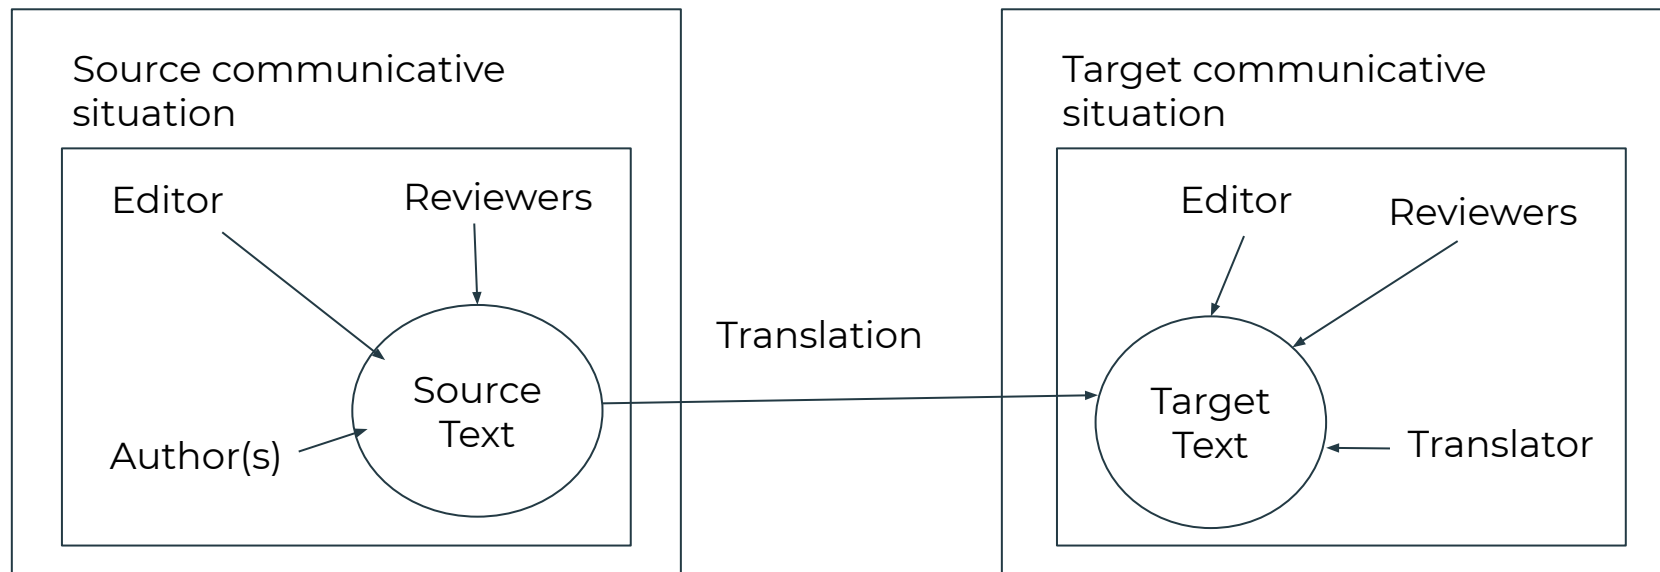 Source communicative
situation
Editor
Reviewers
Source
Text
Author(s)
Translation
Target communicative
situation
Editor
Reviewers
Target
Text
Translator